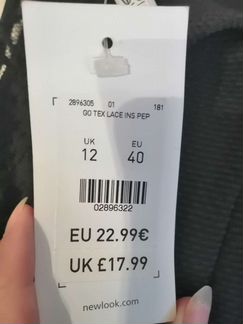 2896305 01 181
GO TEX LACE INS PEP
UK EU
12 40
02896322
EU 22.99€
UK £17.99
newlook.com